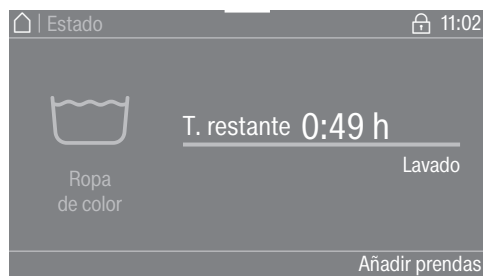 | Estado 11:02
T. restante 0:49 h
Lavado
Ropa
de color
Añadir prendas